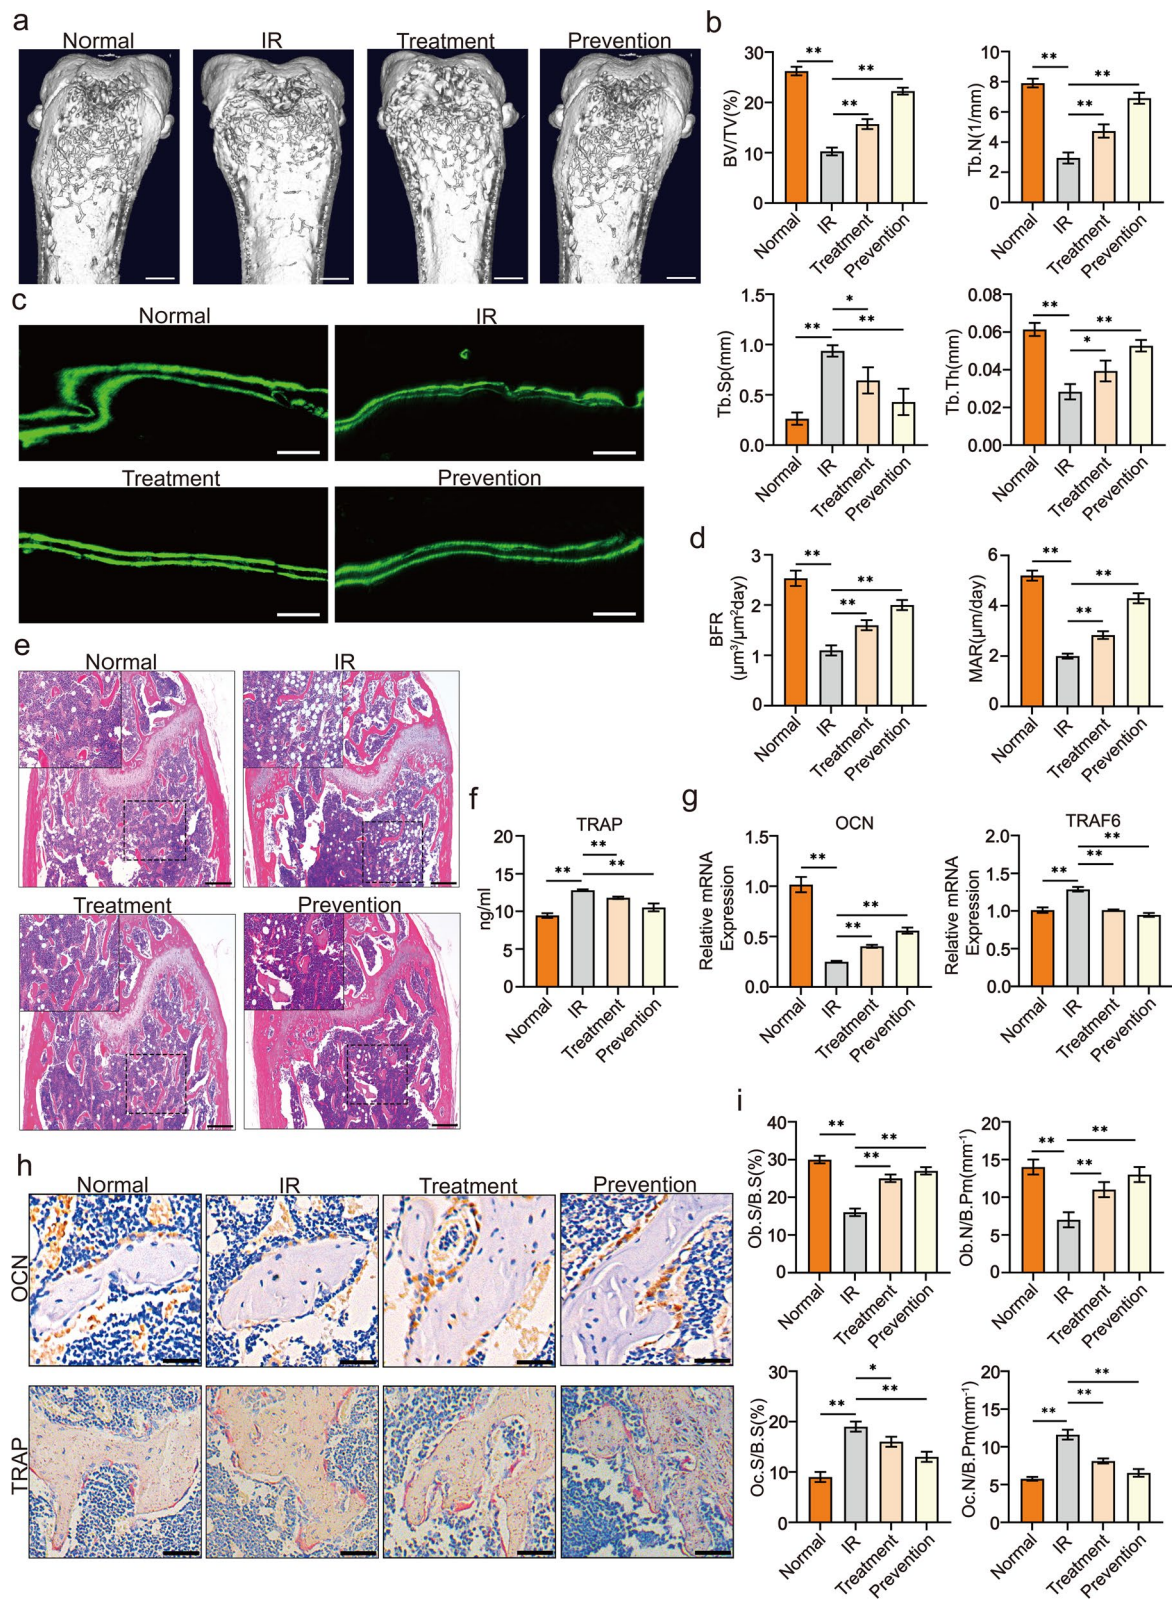 a
Normal
IR
Treatment
Prevention
b
BV/TV(%)
30
20
10
0
**
**
**
Normal
IR
Treatment
Prevention
Tb.N(1/mm)
10
8
6
4
2
0
**
**
**
Normal
IR
Treatment
Prevention
Tb.Sp(mm)
1.5
1.0
0.5
0.0
*
**
**
Normal
IR
Treatment
Prevention
Tb.Th(mm)
0.08
0.06
0.04
0.02
0.00
**
**
*
Normal
IR
Treatment
Prevention
c
Normal
IR
Treatment
Prevention
d
BFR
(μm³/μm²day)
3
2
1
0
**
**
**
Normal
IR
Treatment
Prevention
MAR(μm/day)
6
4
2
0
**
**
**
Normal
IR
Treatment
Prevention
e
Normal
IR
Treatment
Prevention
f
TRAP
ng/ml
20
15
10
5
0
**
**
**
Normal
IR
Treatment
Prevention
g
OCN
Relative mRNA
Expression
1.5
1.0
0.5
0.0
**
**
**
Normal
IR
Treatment
Prevention
TRAF6
Relative mRNA
Expression
2.0
1.5
1.0
0.5
0.0
**
**
**
Normal
IR
Treatment
Prevention
h
Normal
IR
Treatment
Prevention
OCN
TRAP
i
Ob.S/B.S(%)
40
30
20
10
0
**
**
**
Normal
IR
Treatment
Prevention
Ob.N/B.Pm(mm⁻¹)
20
15
10
5
0
**
**
**
Normal
IR
Treatment
Prevention
Oc.S/B.S(%)
30
20
10
0
*
**
**
Normal
IR
Treatment
Prevention
Oc.N/B.Pm(mm⁻¹)
20
15
10
5
0
**
**
**
Normal
IR
Treatment
Prevention